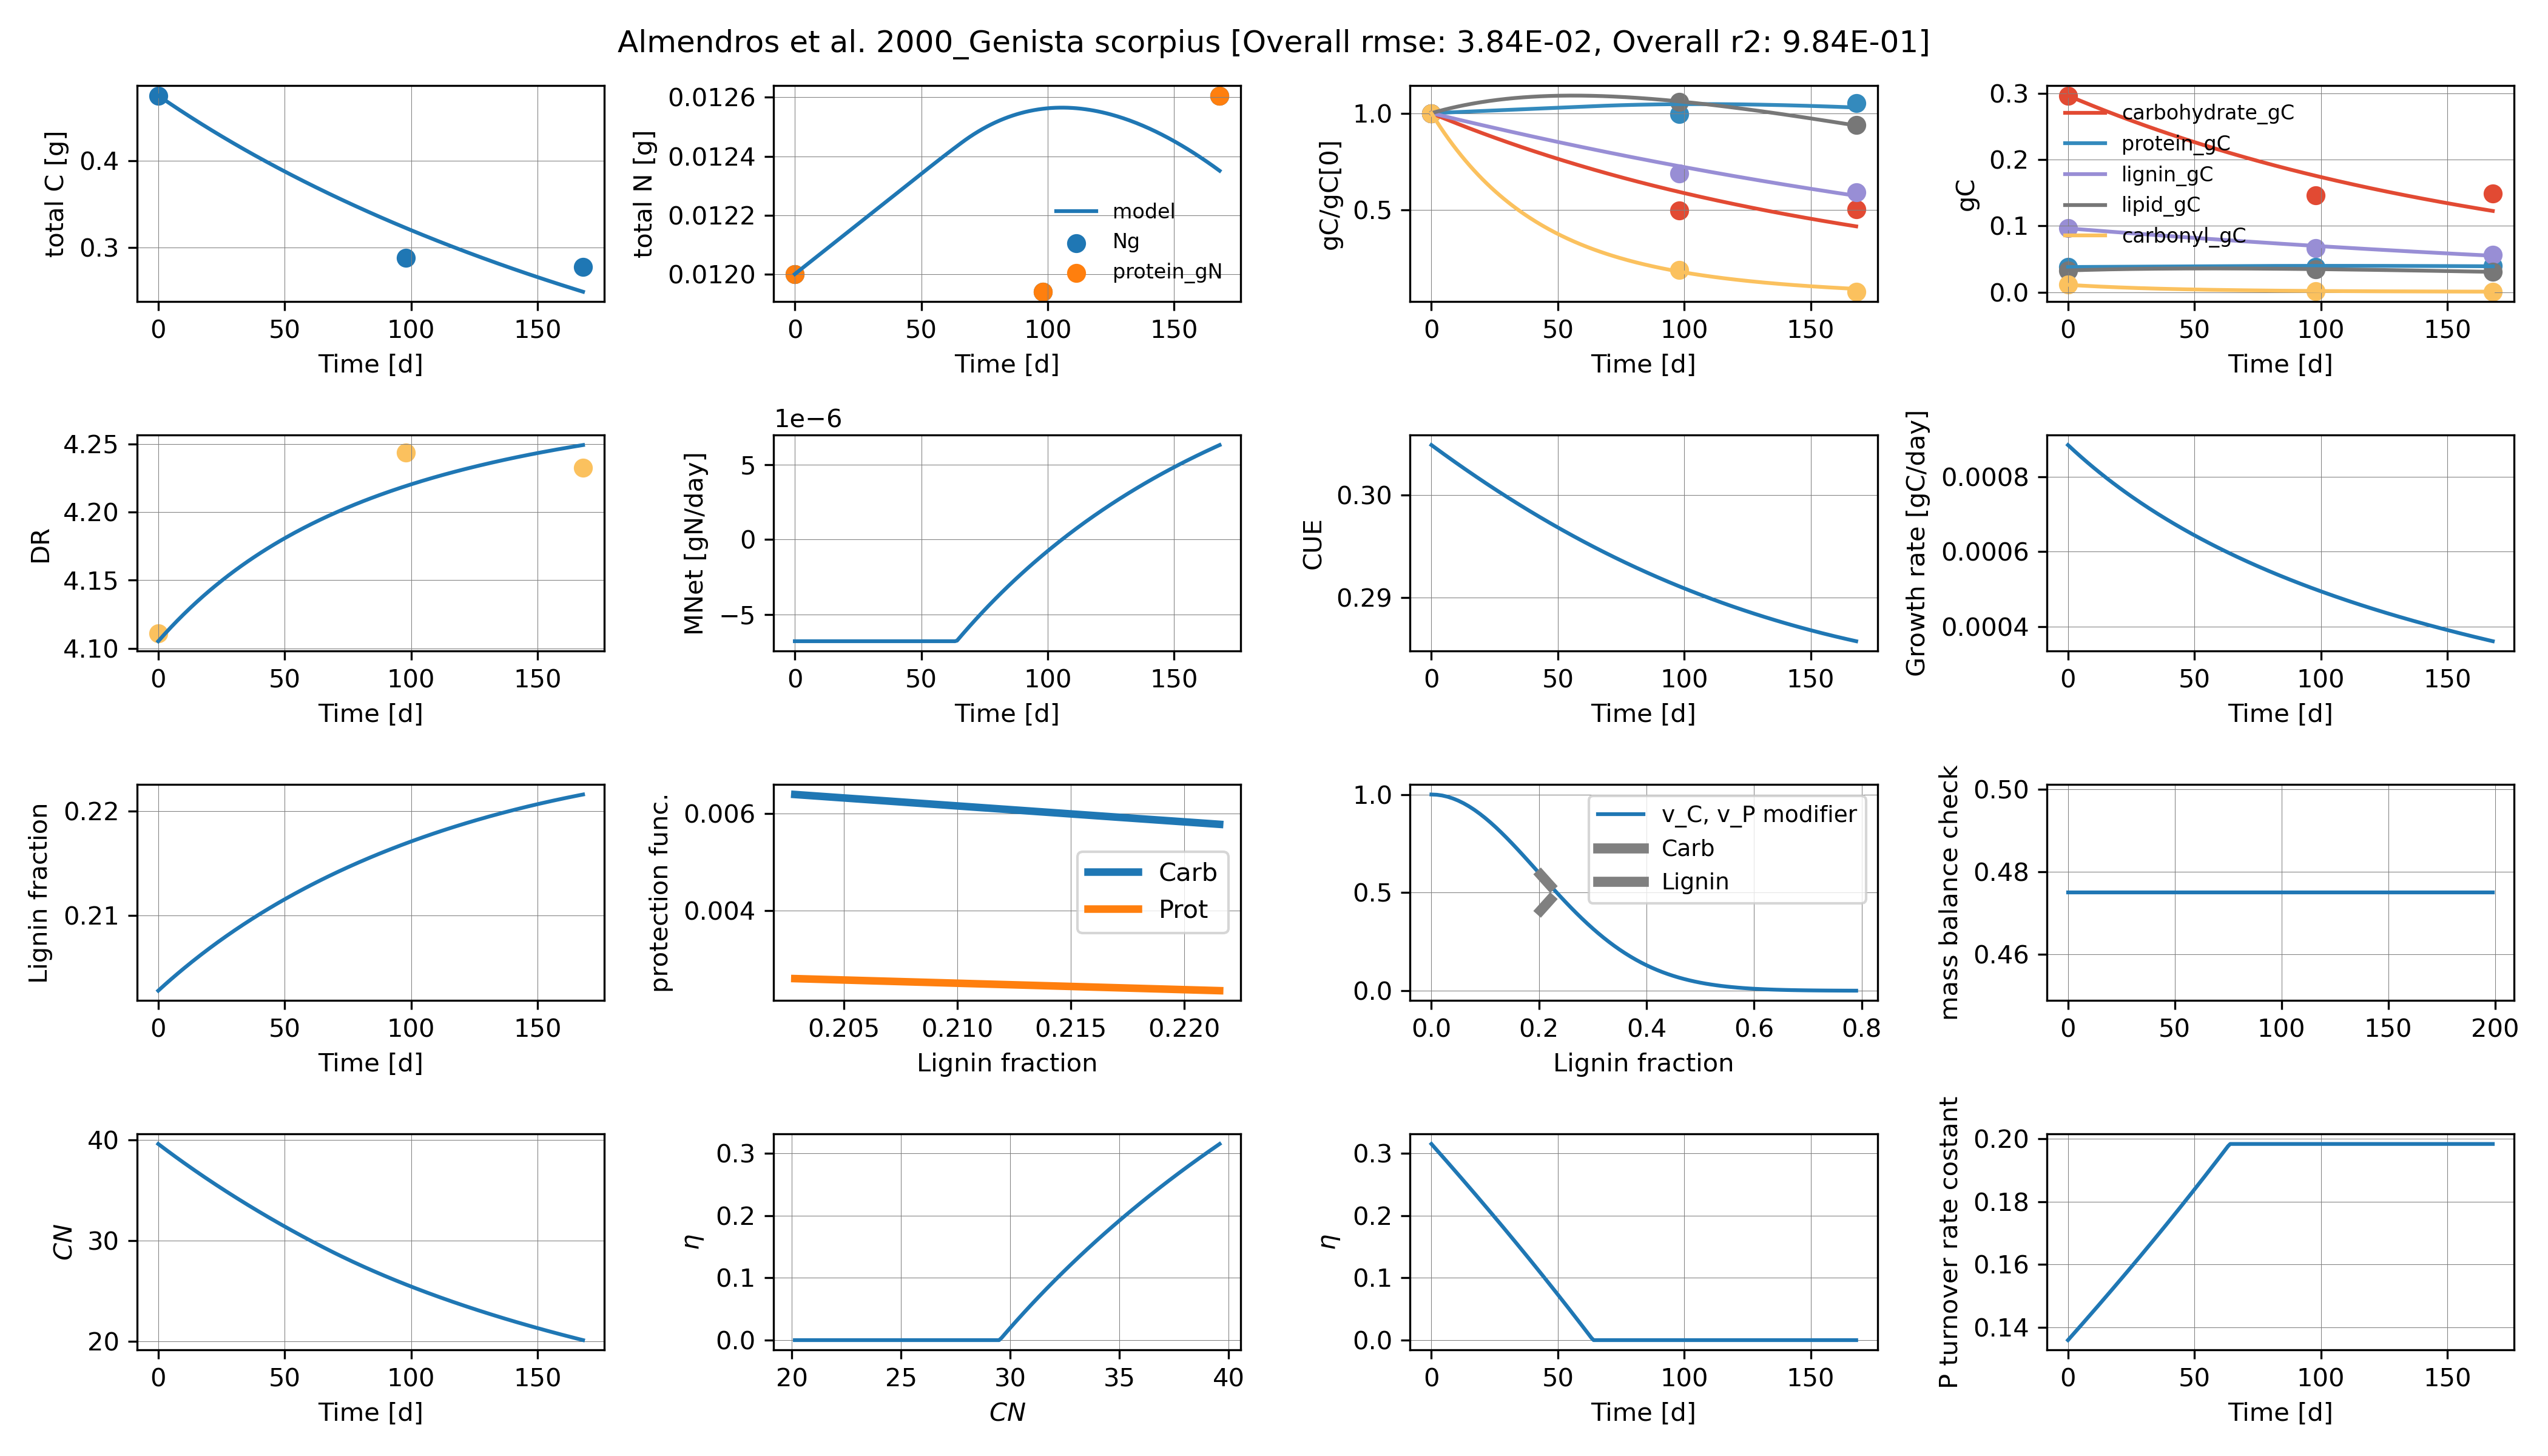 Almendros et al. 2000_Genista scorpius [Overall rmse: 3.84E-02, Overall r2: 9.84E-01]
total C [g]
0.4
0.3
0 50 100 150
Time [d]
total N [g]
0.0126
0.0124
0.0122
0.0120
model
Ng
protein_gN
0 50 100 150
Time [d]
gC/gC[0]
1.0
0.5
0 50 100 150
Time [d]
gC
0.3
0.2
0.1
0.0
carbohydrate_gC
protein_gC
lignin_gC
lipid_gC
carbonyl_gC
0 50 100 150
Time [d]
DR
4.25
4.20
4.15
4.10
0 50 100 150
Time [d]
1e−6
MNet [gN/day]
5
0
−5
0 50 100 150
Time [d]
CUE
0.30
0.29
0 50 100 150
Time [d]
Growth rate [gC/day]
0.0008
0.0006
0.0004
0 50 100 150
Time [d]
Lignin fraction
0.22
0.21
0 50 100 150
Time [d]
protection func.
0.006
0.004
Carb
Prot
0.205 0.210 0.215 0.220
Lignin fraction
1.0
0.5
0.0
v_C, v_P modifier
Carb
Lignin
0.0 0.2 0.4 0.6 0.8
Lignin fraction
mass balance check
0.50
0.48
0.46
0 50 100 150 200
CN
40
30
20
0 50 100 150
Time [d]
η
0.3
0.2
0.1
0.0
20 25 30 35 40
CN
η
0.3
0.2
0.1
0.0
0 50 100 150
Time [d]
P turnover rate costant
0.20
0.18
0.16
0.14
0 50 100 150
Time [d]